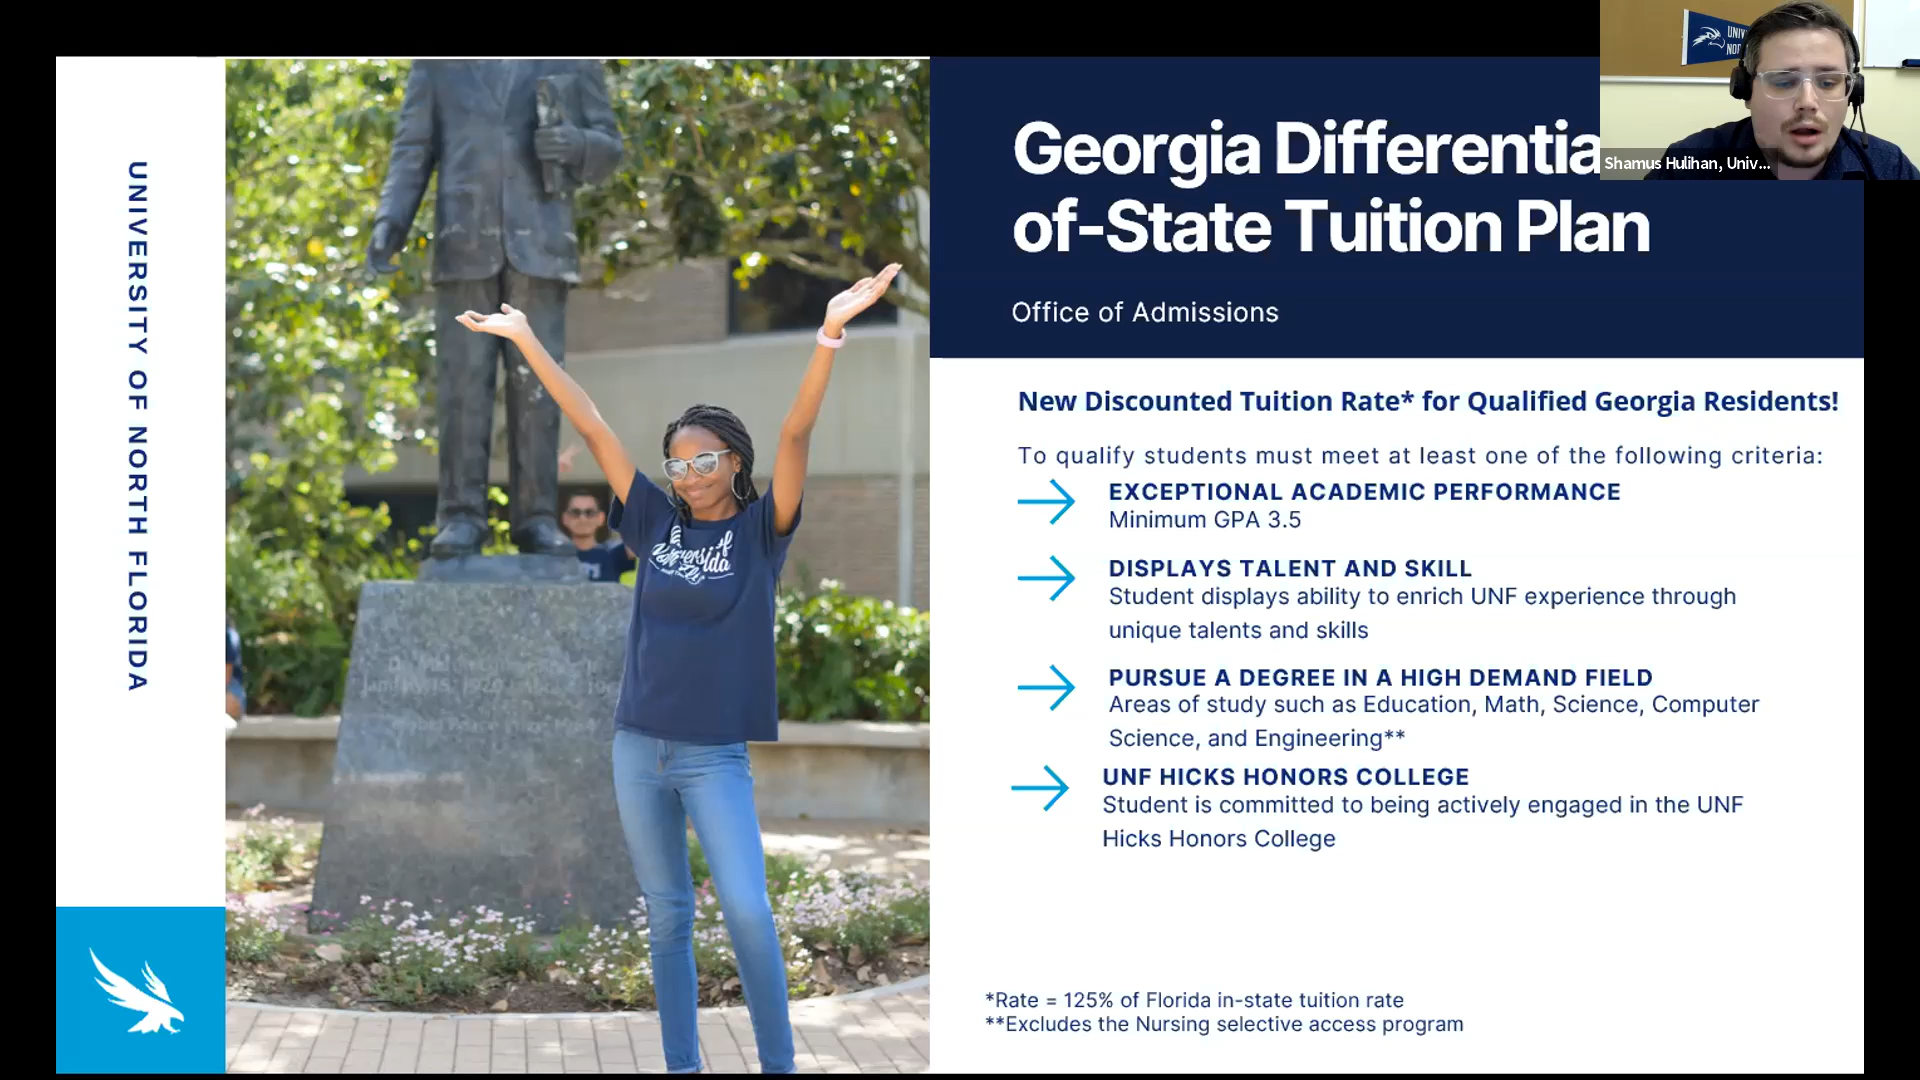 UNIVERSITY OF NORTH FLORIDA
Georgia Differentia
of-State Tuition Plan
Office of Admissions
UNIV
NOR
Shamus Hulihan, Univ...
New Discounted Tuition Rate* for Qualified Georgia Residents!
To qualify students must meet at least one of the following criteria:
EXCEPTIONAL ACADEMIC PERFORMANCE
Minimum GPA 3.5
DISPLAYS TALENT AND SKILL
Student displays ability to enrich UNF experience through
unique talents and skills
PURSUE A DEGREE IN A HIGH DEMAND FIELD
Areas of study such as Education, Math, Science, Computer
Science, and Engineering**
UNF HICKS HONORS COLLEGE
Student is committed to being actively engaged in the UNF
Hicks Honors College
*Rate = 125% of Florida in-state tuition rate
**Excludes the Nursing selective access program